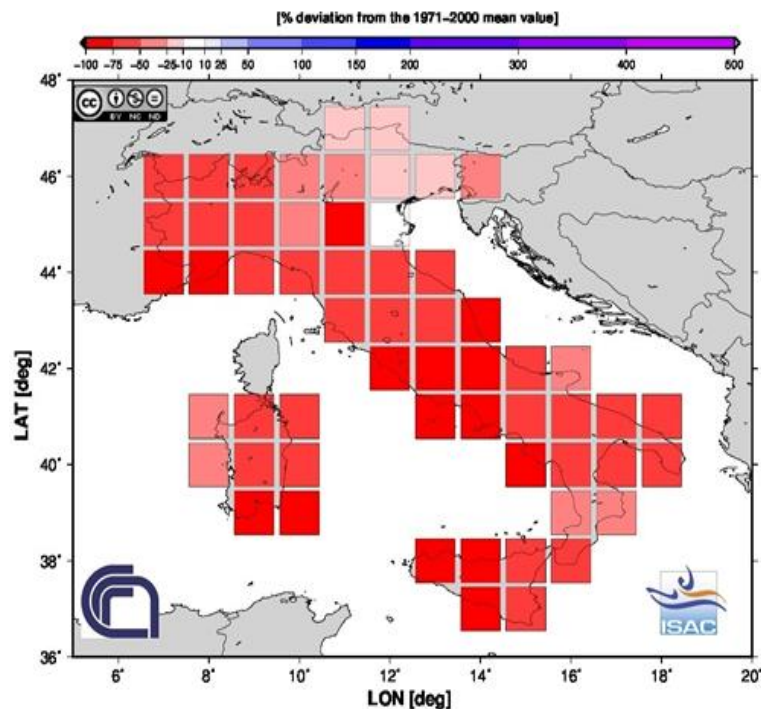 [% deviation from the 1971-2000 mean value]
-100 -75 -50 -25 -10 10 25 50 100 150 200 300 400 600
48°
46°
44°
42°
40°
38°
36°
LAT [deg]
cc BY NC ND
ISAC
6° 8° 10° 12° 14° 16° 18° 20°
LON [deg]